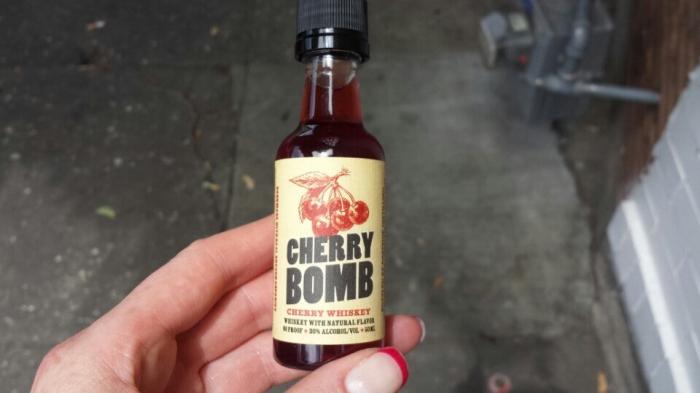 CHERRY
BOMB
CHERRY WHISKEY
WHISKEY WITH NATURAL FLAVOR
60 PROOF ★ 30% ALCOHOL/VOL ★ 50ML